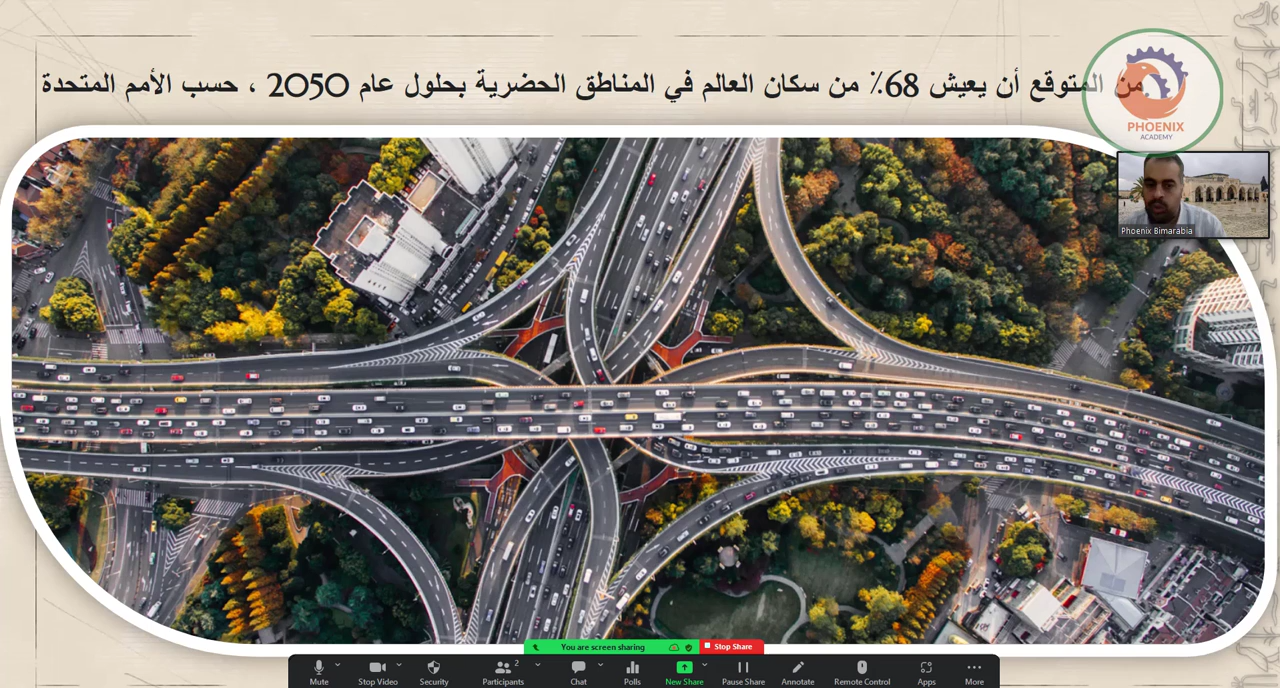 من المتوقع أن يعيش 68٪ من سكان العالم في المناطق الحضرية بحلول عام 2050 ، حسب الأمم المتحدة
PHOENIX
ACADEMY
Phoenix Bimarabia
You are screen sharing
Stop Share
Mute
Stop Video
Security
Participants
2
Chat
Polls
New Share
Pause Share
Annotate
Remote Control
Apps
More